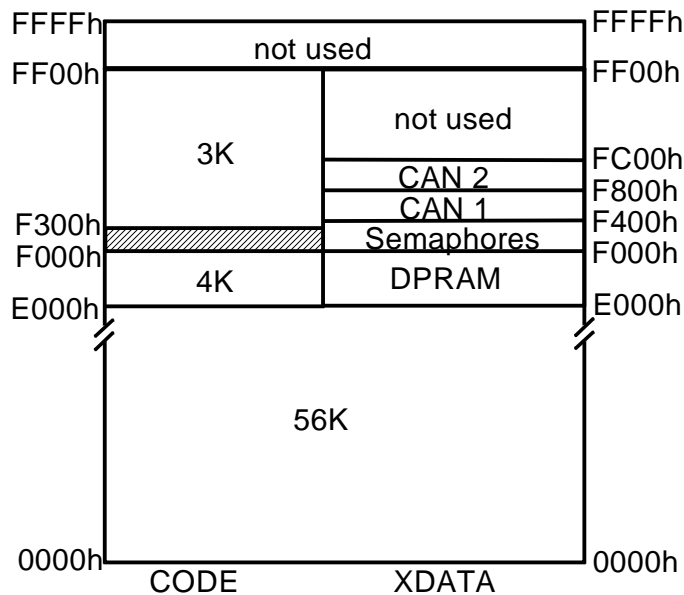 FFFFh FFFFh
not used
FF00h FF00h
not used
3K
FC00h
CAN 2
F800h
CAN 1
F300h F400h
Semaphores
F000h F000h
4K DPRAM
E000h E000h
56K
0000h 0000h
CODE XDATA